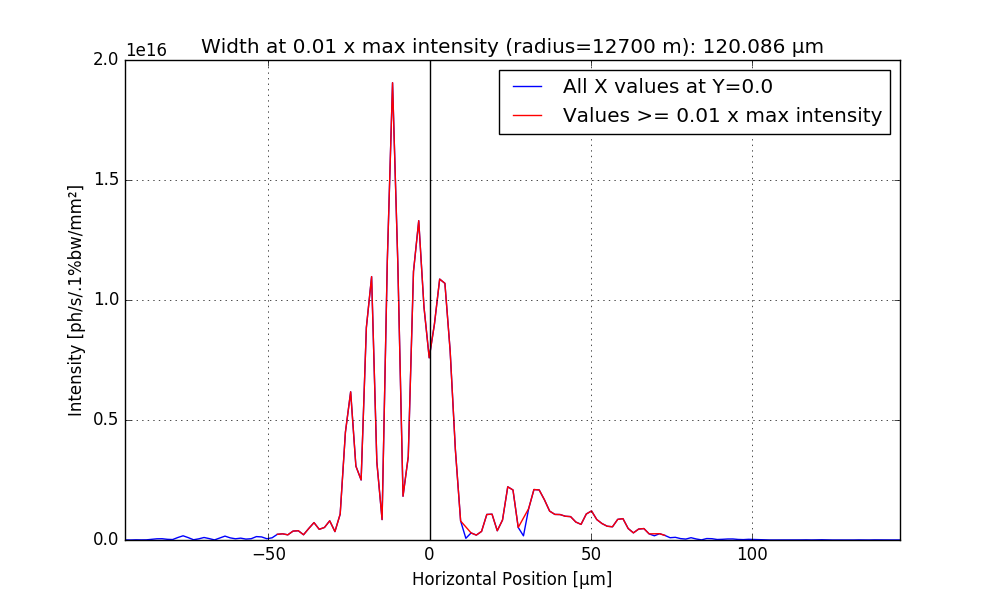 Width at 0.01 x max intensity (radius=12700 m): 120.086 µm
1e16
All X values at Y=0.0
Values >= 0.01 x max intensity
2.0
1.5
1.0
0.5
0.0
Intensity [ph/s/.1%bw/mm²]
−50
0
50
100
Horizontal Position [µm]